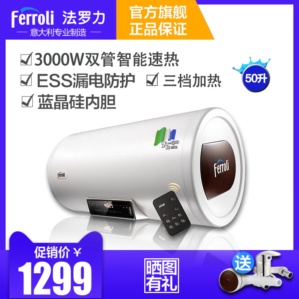 Ferroli 法罗力
意大利专业制造
官方旗舰
正品保证
3000W双管智能速热
50升
ESS漏电防护 三档加热
蓝晶硅内胆
Ferroli
Ferroli
促销价
1299
晒图
有礼
送